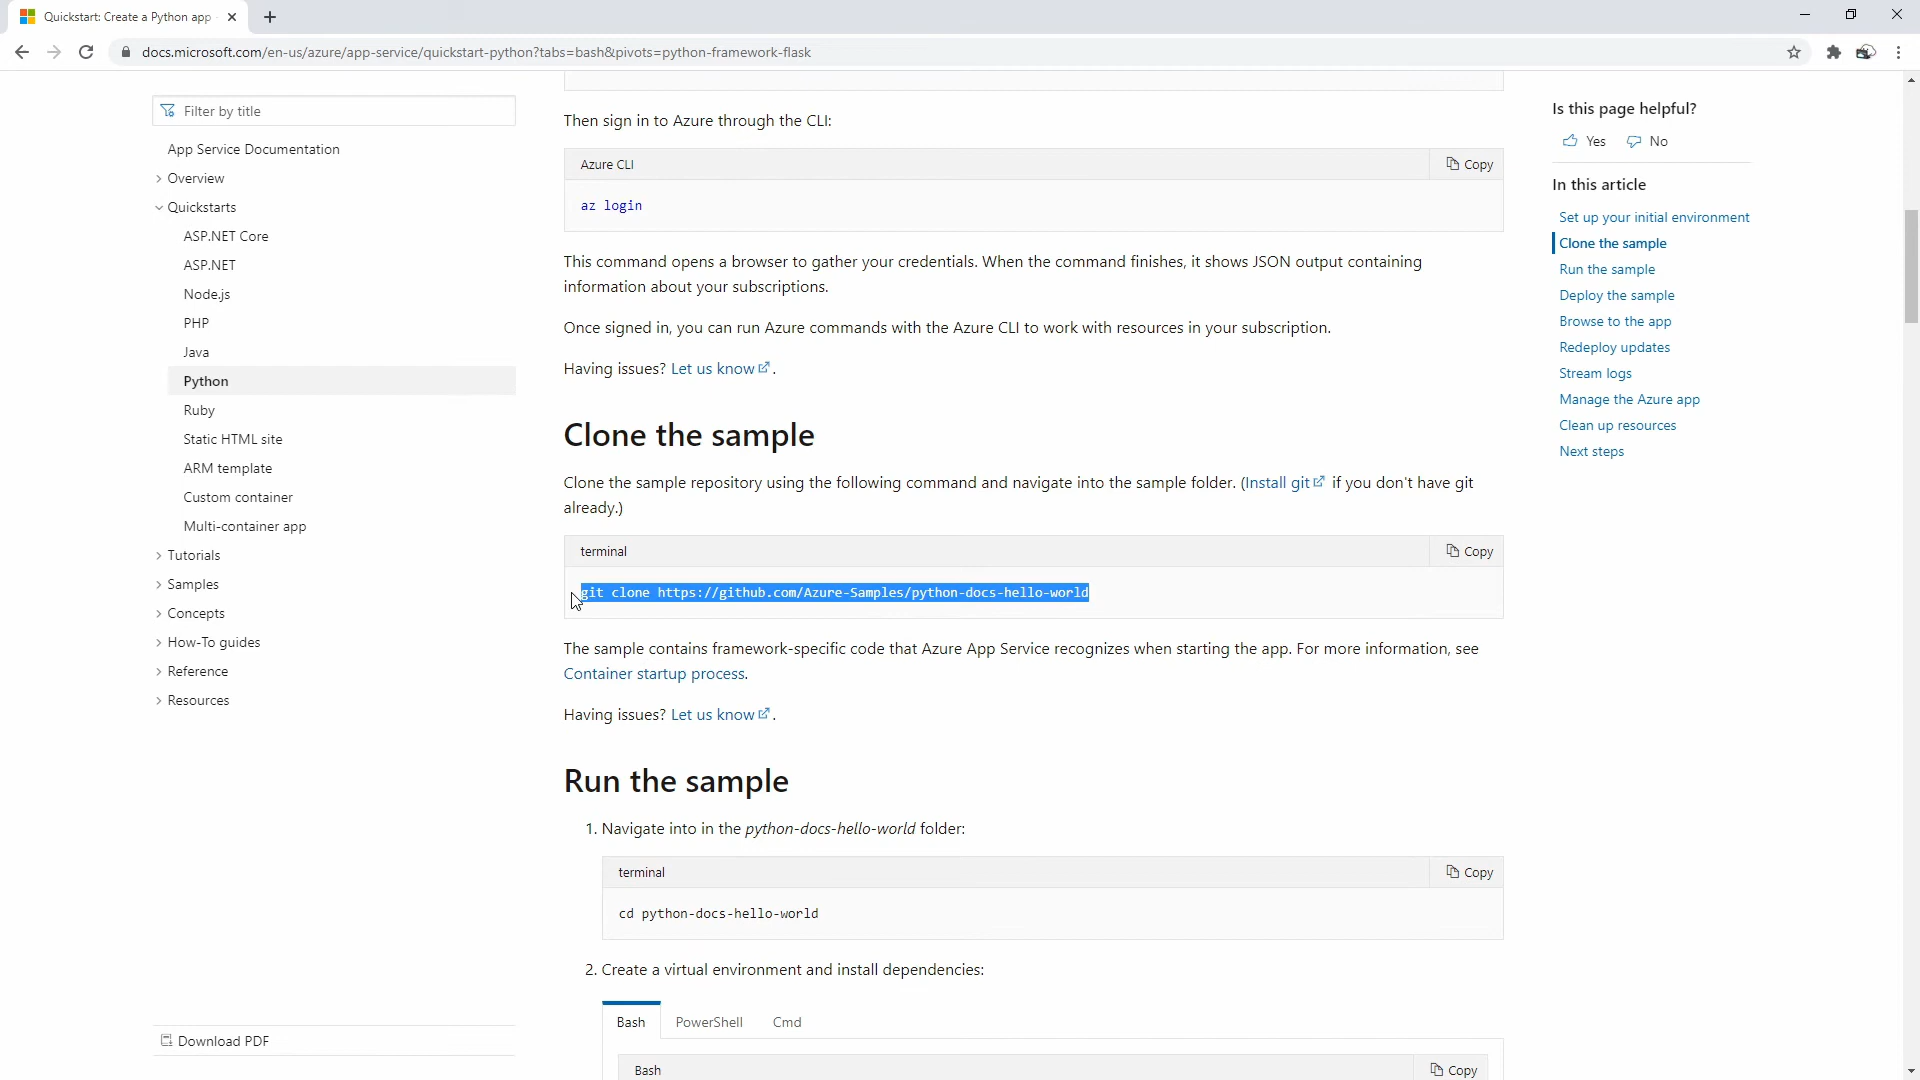 Quickstart: Create a Python app
docs.microsoft.com/en-us/azure/app-service/quickstart-python?tabs=bash&pivots=python-framework-flask
Filter by title
App Service Documentation
Overview
Quickstarts
ASP.NET Core
ASP.NET
Node.js
PHP
Java
Python
Ruby
Static HTML site
ARM template
Custom container
Multi-container app
Tutorials
Samples
Concepts
How-To guides
Reference
Resources
Download PDF
Then sign in to Azure through the CLI:
Azure CLI
Copy
az login
This command opens a browser to gather your credentials. When the command finishes, it shows JSON output containing
information about your subscriptions.
Once signed in, you can run Azure commands with the Azure CLI to work with resources in your subscription.
Having issues? Let us know.
Clone the sample
Clone the sample repository using the following command and navigate into the sample folder. (Install git if you don't have git
already.)
terminal
Copy
git clone https://github.com/Azure-Samples/python-docs-hello-world
The sample contains framework-specific code that Azure App Service recognizes when starting the app. For more information, see
Container startup process.
Having issues? Let us know.
Run the sample
1. Navigate into in the python-docs-hello-world folder:
terminal
Copy
cd python-docs-hello-world
2. Create a virtual environment and install dependencies:
Bash PowerShell Cmd
Bash
Copy
Is this page helpful?
Yes No
In this article
Set up your initial environment
Clone the sample
Run the sample
Deploy the sample
Browse to the app
Redeploy updates
Stream logs
Manage the Azure app
Clean up resources
Next steps